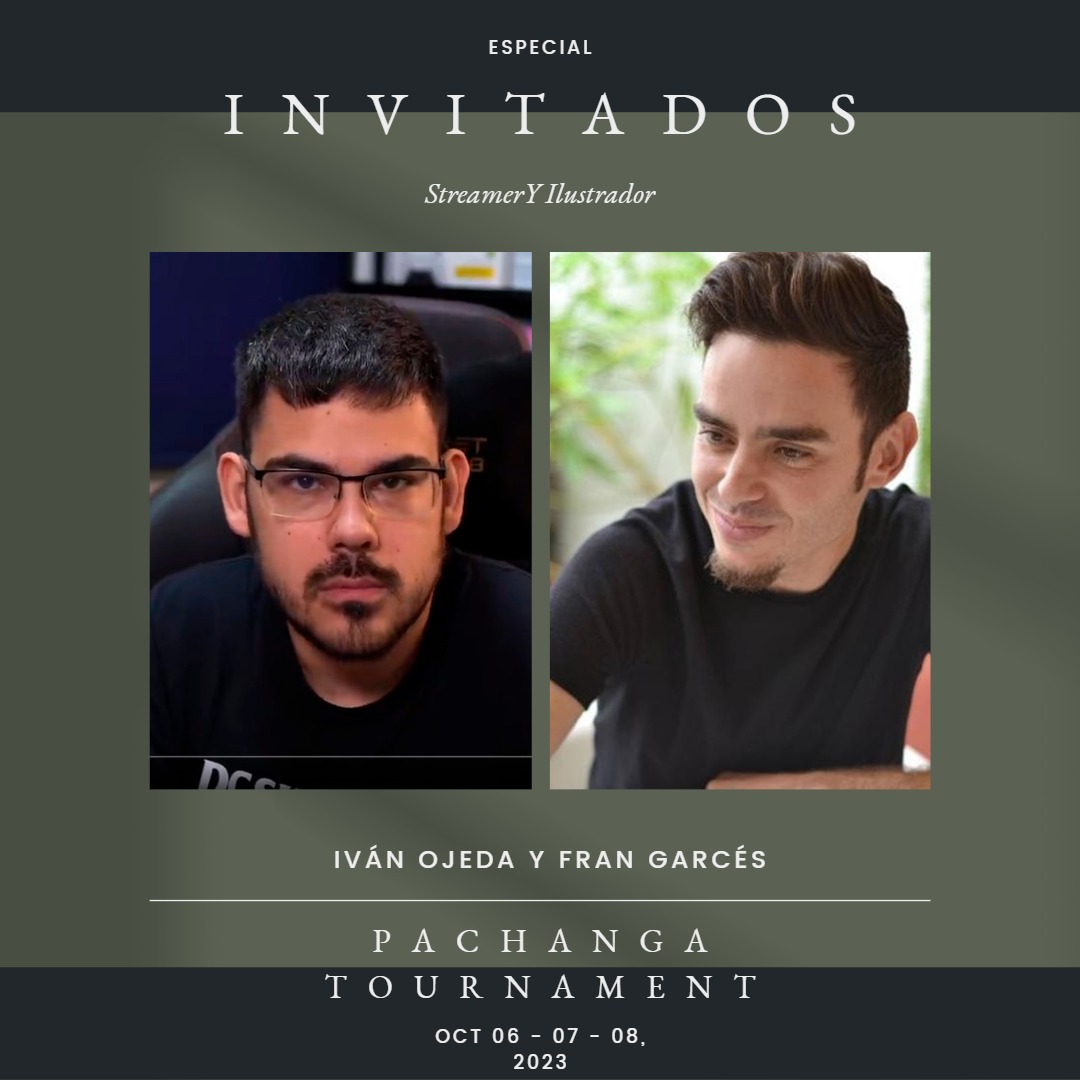 ESPECIAL
INVITADOS
StreamerY Ilustrador
IVÁN OJEDA Y FRAN GARCÉS
PACHANGA
TOURNAMENT
OCT 06 - 07 - 08,
2023